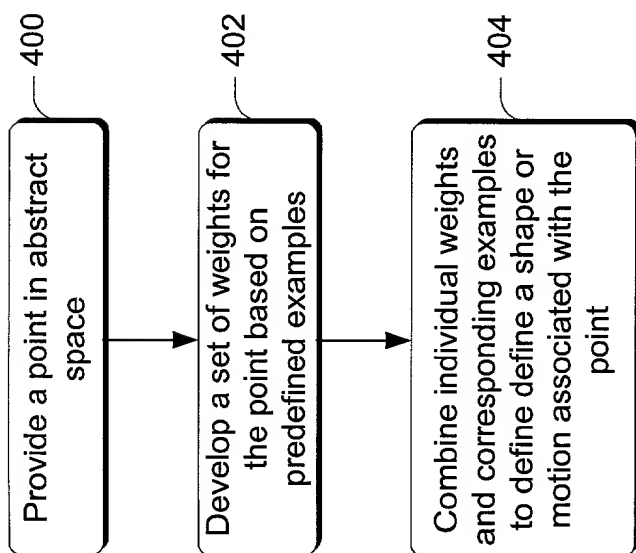 400
Provide a point in abstract
space
402
Develop a set of weights for
the point based on
predefined examples
404
Combine individual weights
and corresponding examples
to define define a shape or
motion associated with the
point